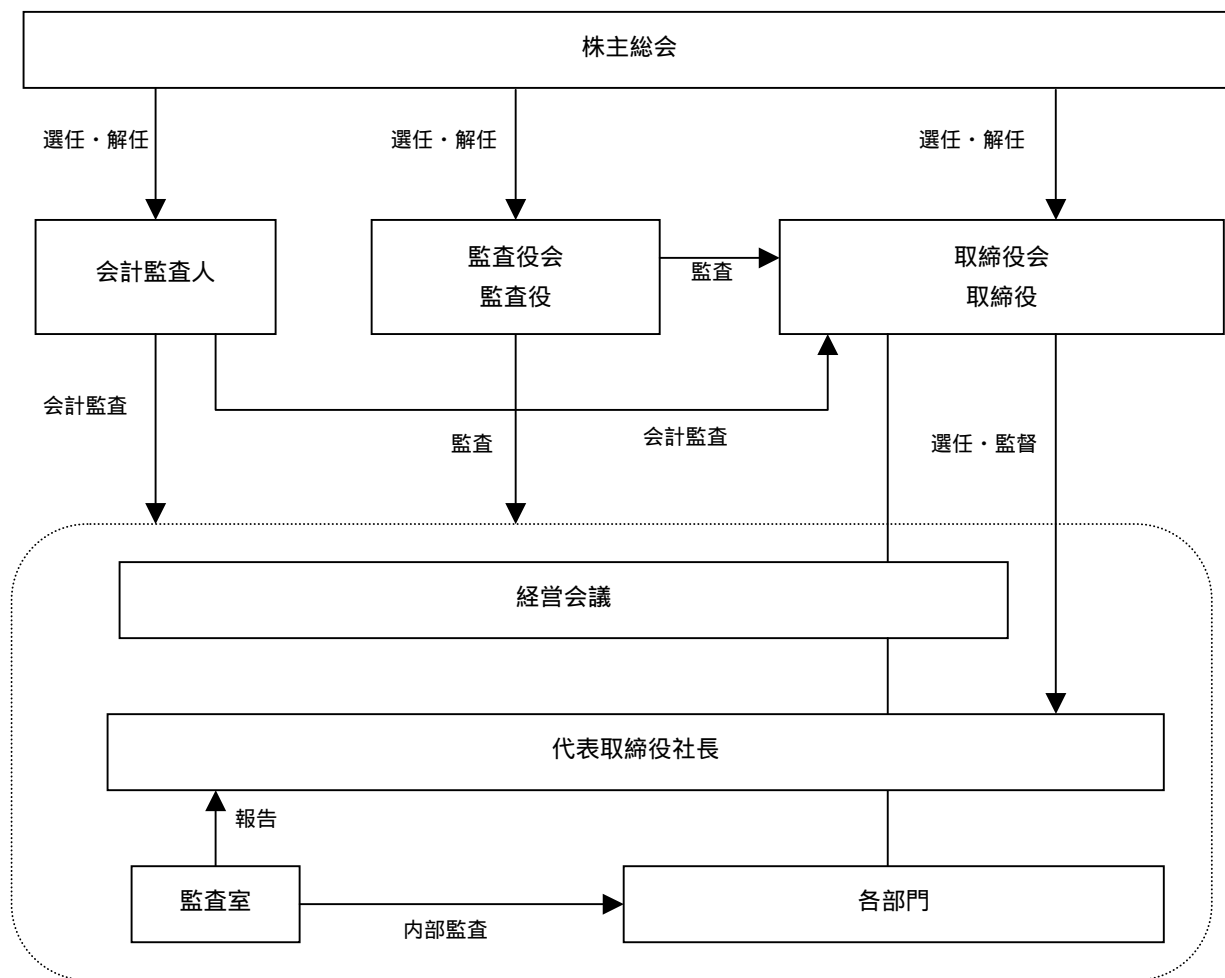 株主総会
選任・解任
選任・解任
選任・解任
会計監査人
監査役会
監査役
監査
取締役会
取締役
会計監査
監査
会計監査
選任・監督
経営会議
代表取締役社長
報告
監査室
内部監査
各部門